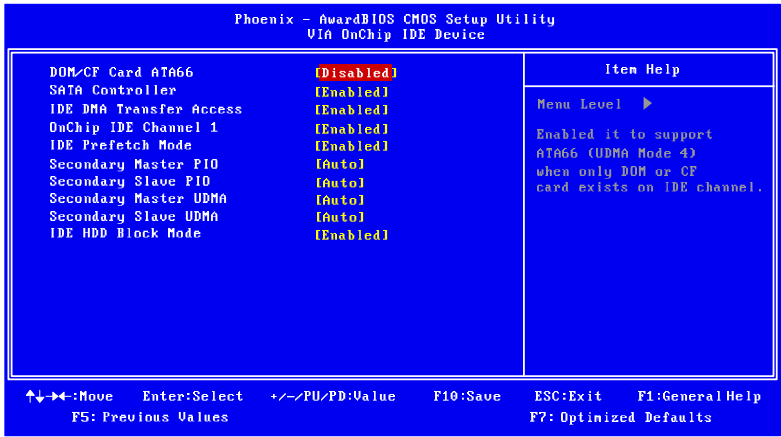 Phoenix - AwardBIOS CMOS Setup Utility
VIA OnChip IDE Device
DOM/CF Card ATA66 [Disabled]
SATA Controller [Enabled]
IDE DMA Transfer Access [Enabled]
OnChip IDE Channel 1 [Enabled]
IDE Prefetch Mode [Enabled]
Secondary Master PIO [Auto]
Secondary Slave PIO [Auto]
Secondary Master UDMA [Auto]
Secondary Slave UDMA [Auto]
IDE HDD Block Mode [Enabled]
Item Help
Menu Level
Enabled it to support
ATA66 (UDMA Mode 4)
when only DOM or CF
card exists on IDE channel.
↑↓→←:Move Enter:Select +/-/PU/PD:Value F10:Save ESC:Exit F1:General Help
F5: Previous Values F7: Optimized Defaults